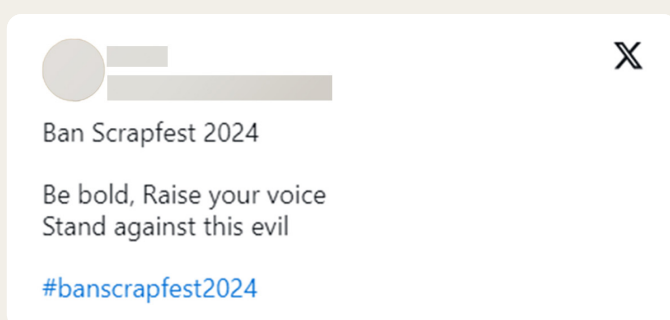 Ban Scrapfest 2024
Be bold, Raise your voice
Stand against this evil
#banscrapfest2024